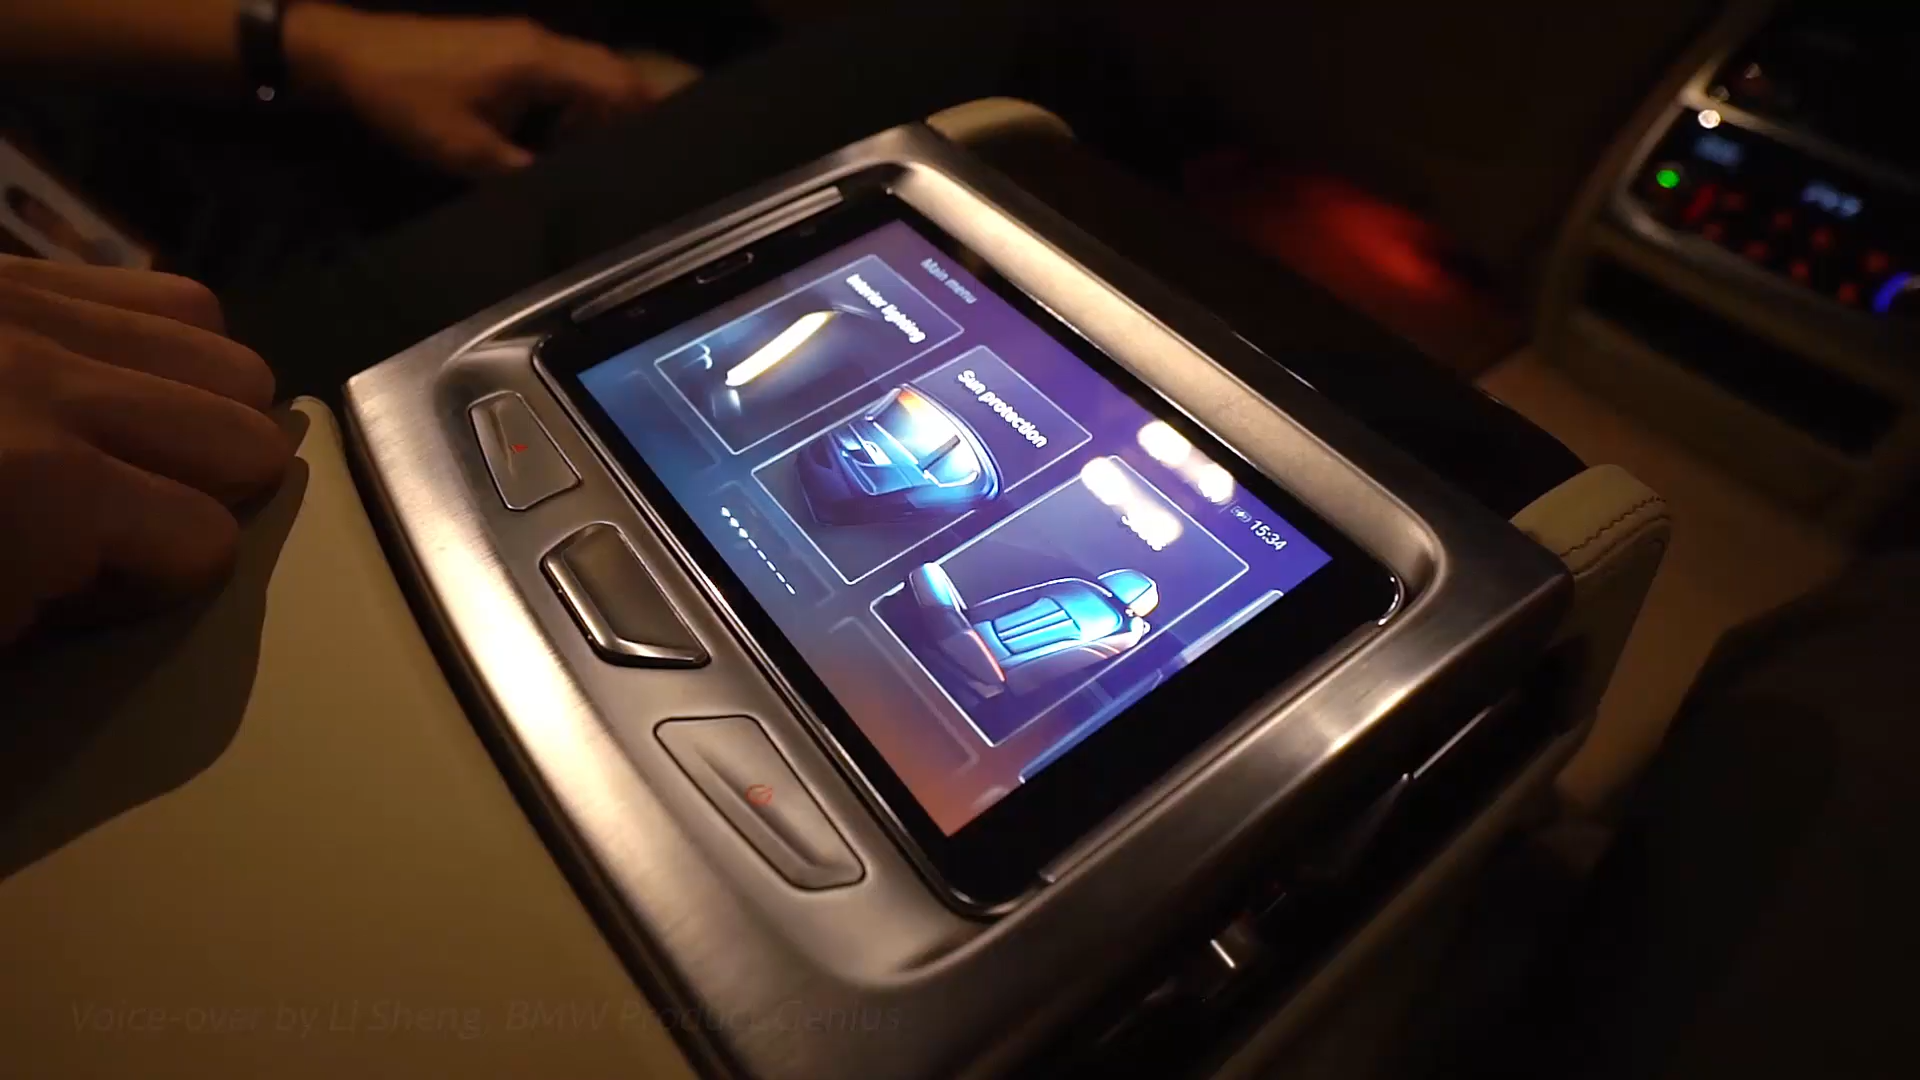 Main menu
Interior lighting
Sun protection
15:34
Voice-over by LI Sheng, BMW Product Genius